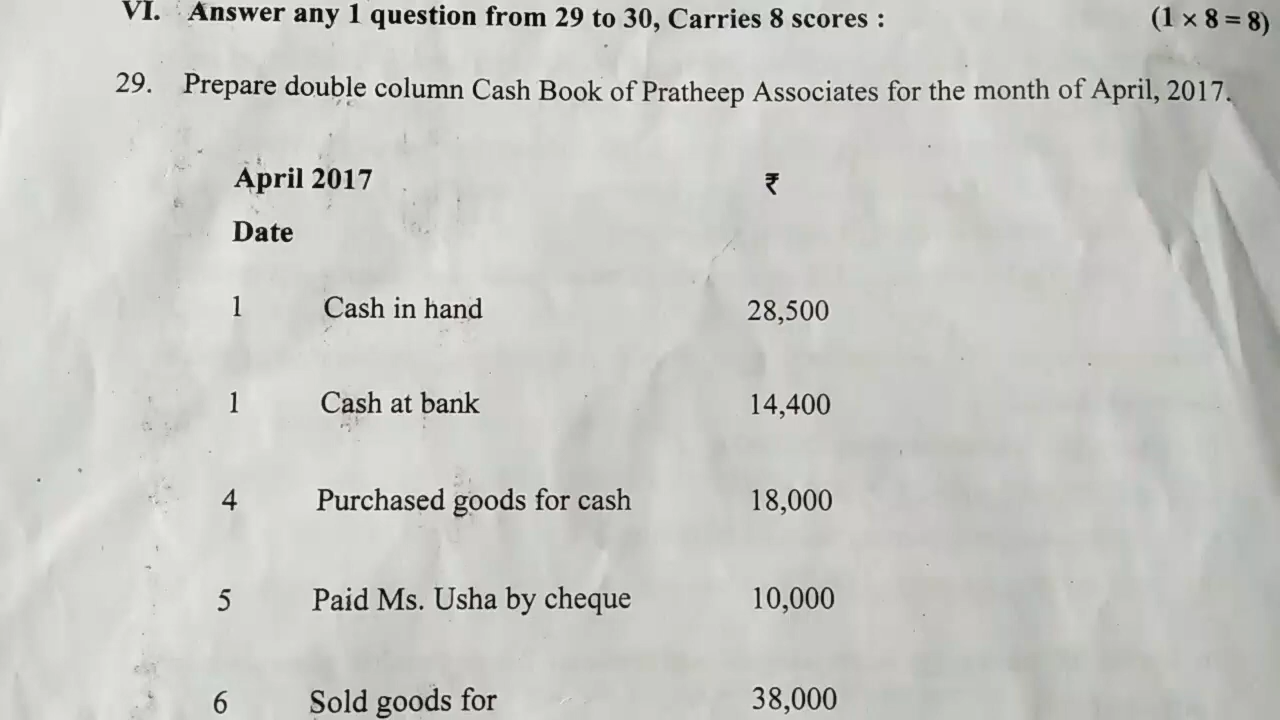 VI. Answer any 1 question from 29 to 30, Carries 8 scores : (1 × 8 = 8)
29. Prepare double column Cash Book of Pratheep Associates for the month of April, 2017.
April 2017 ₹
Date
1 Cash in hand 28,500
1 Cash at bank 14,400
4 Purchased goods for cash 18,000
5 Paid Ms. Usha by cheque 10,000
6 Sold goods for 38,000